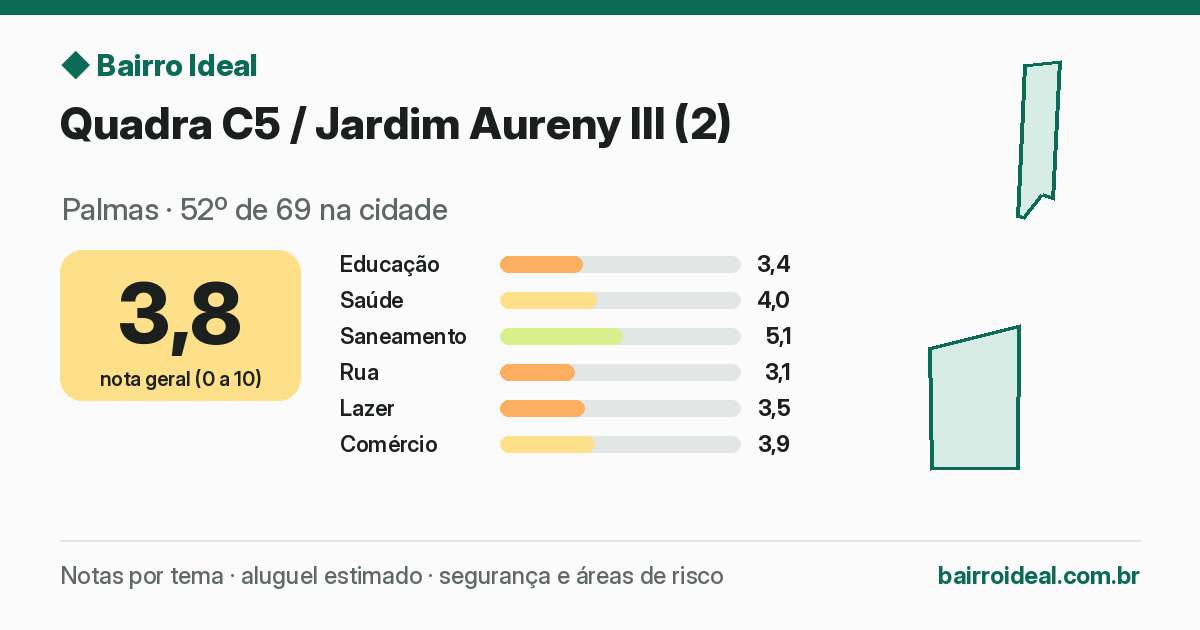 Bairro Ideal
Quadra C5 / Jardim Aureny III (2)
Palmas · 52º de 69 na cidade
3,8
nota geral (0 a 10)
Educação 3,4
Saúde 4,0
Saneamento 5,1
Rua 3,1
Lazer 3,5
Comércio 3,9
Notas por tema · aluguel estimado · segurança e áreas de risco
bairroideal.com.br